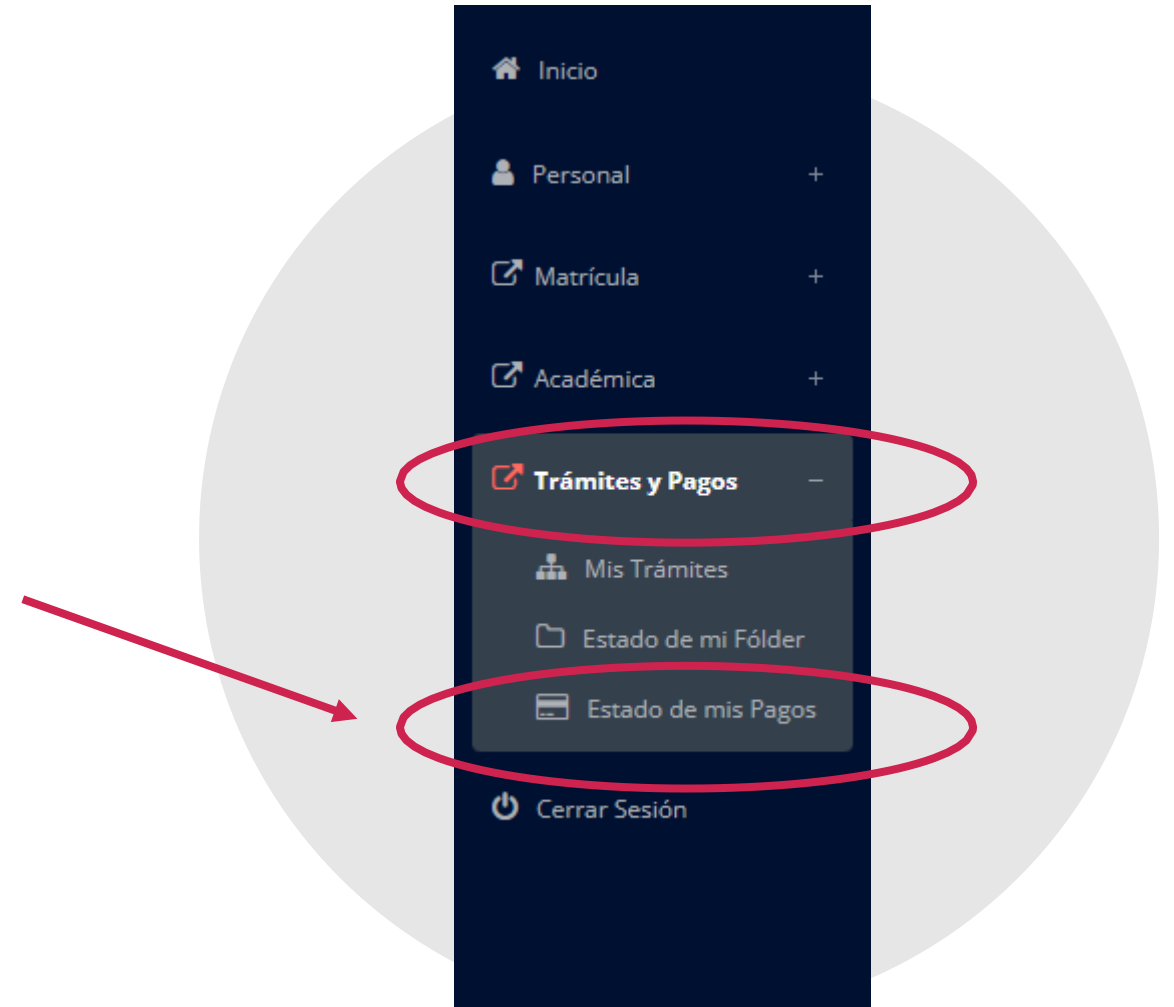 Inicio
Personal +
Matrícula +
Académica +
Trámites y Pagos −
Mis Trámites
Estado de mi Fólder
Estado de mis Pagos
Cerrar Sesión